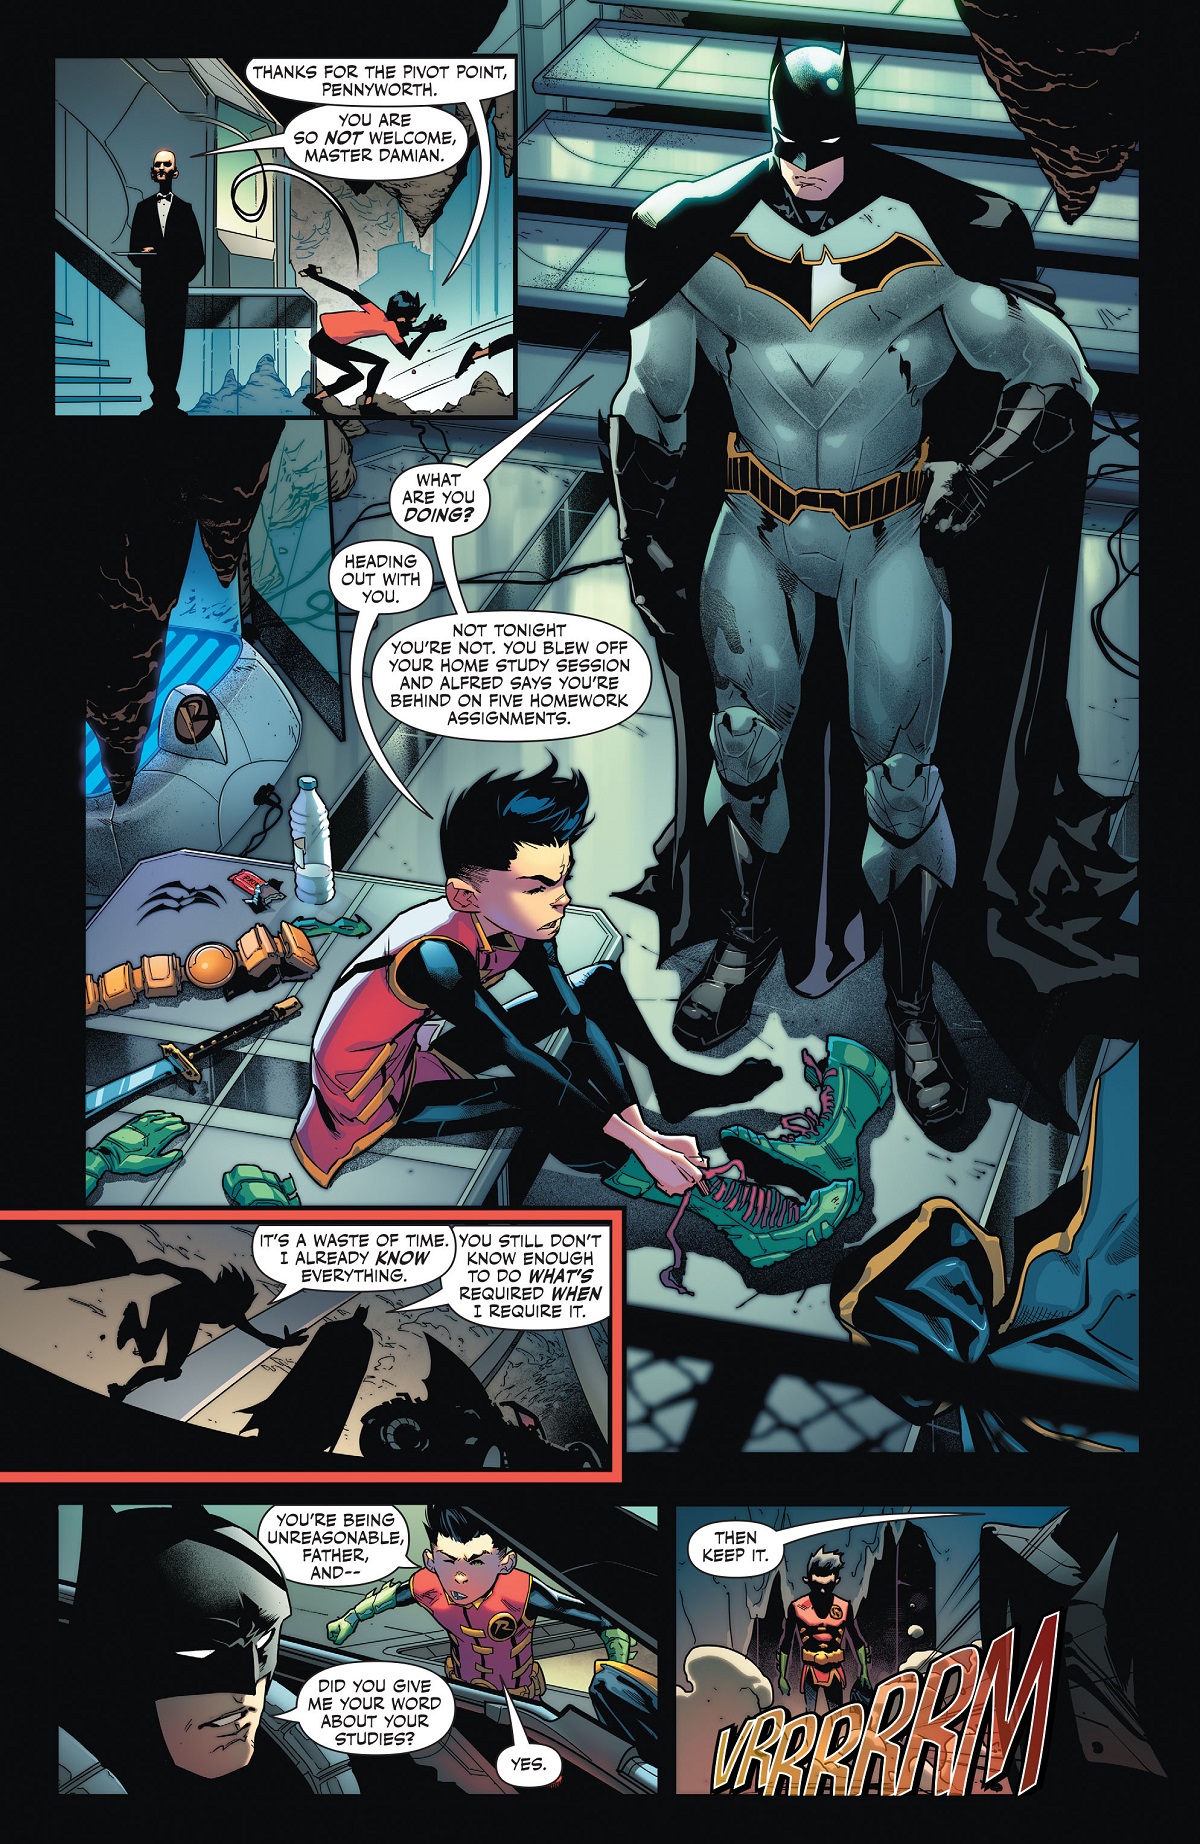 THANKS FOR THE PIVOT POINT,
PENNYWORTH.
YOU ARE
SO NOT WELCOME,
MASTER DAMIAN.
WHAT
ARE YOU
DOING?
HEADING
OUT WITH
YOU.
NOT TONIGHT
YOU'RE NOT. YOU BLEW OFF
YOUR HOME STUDY SESSION
AND ALFRED SAYS YOU'RE
BEHIND ON FIVE HOMEWORK
ASSIGNMENTS.
R
IT'S A WASTE OF TIME.
I ALREADY KNOW
EVERYTHING.
YOU STILL DON'T
KNOW ENOUGH
TO DO WHAT'S
REQUIRED WHEN
I REQUIRE IT.
YOU'RE BEING
UNREASONABLE,
FATHER,
AND--
R
DID YOU GIVE
ME YOUR WORD
ABOUT YOUR
STUDIES?
YES.
THEN
KEEP IT.
R
VRRRRRRM